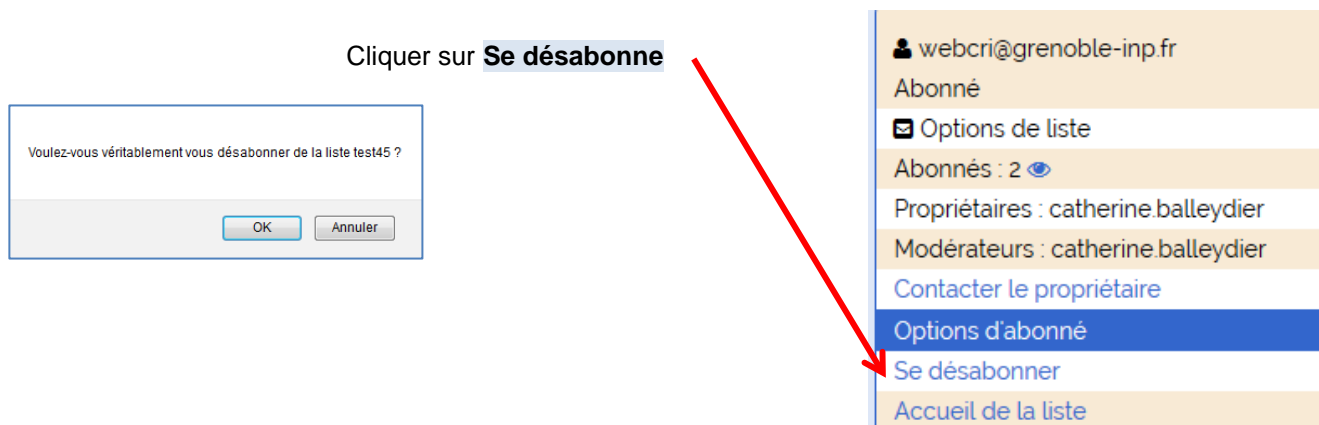 Cliquer sur Se désabonne
Voulez-vous véritablement vous désabonner de la liste test45 ?
OK
Annuler
webcri@grenoble-inp.fr
Abonné
Options de liste
Abonnés : 2
Propriétaires : catherine.balleydier
Modérateurs : catherine.balleydier
Contacter le propriétaire
Options d'abonné
Se désabonner
Accueil de la liste